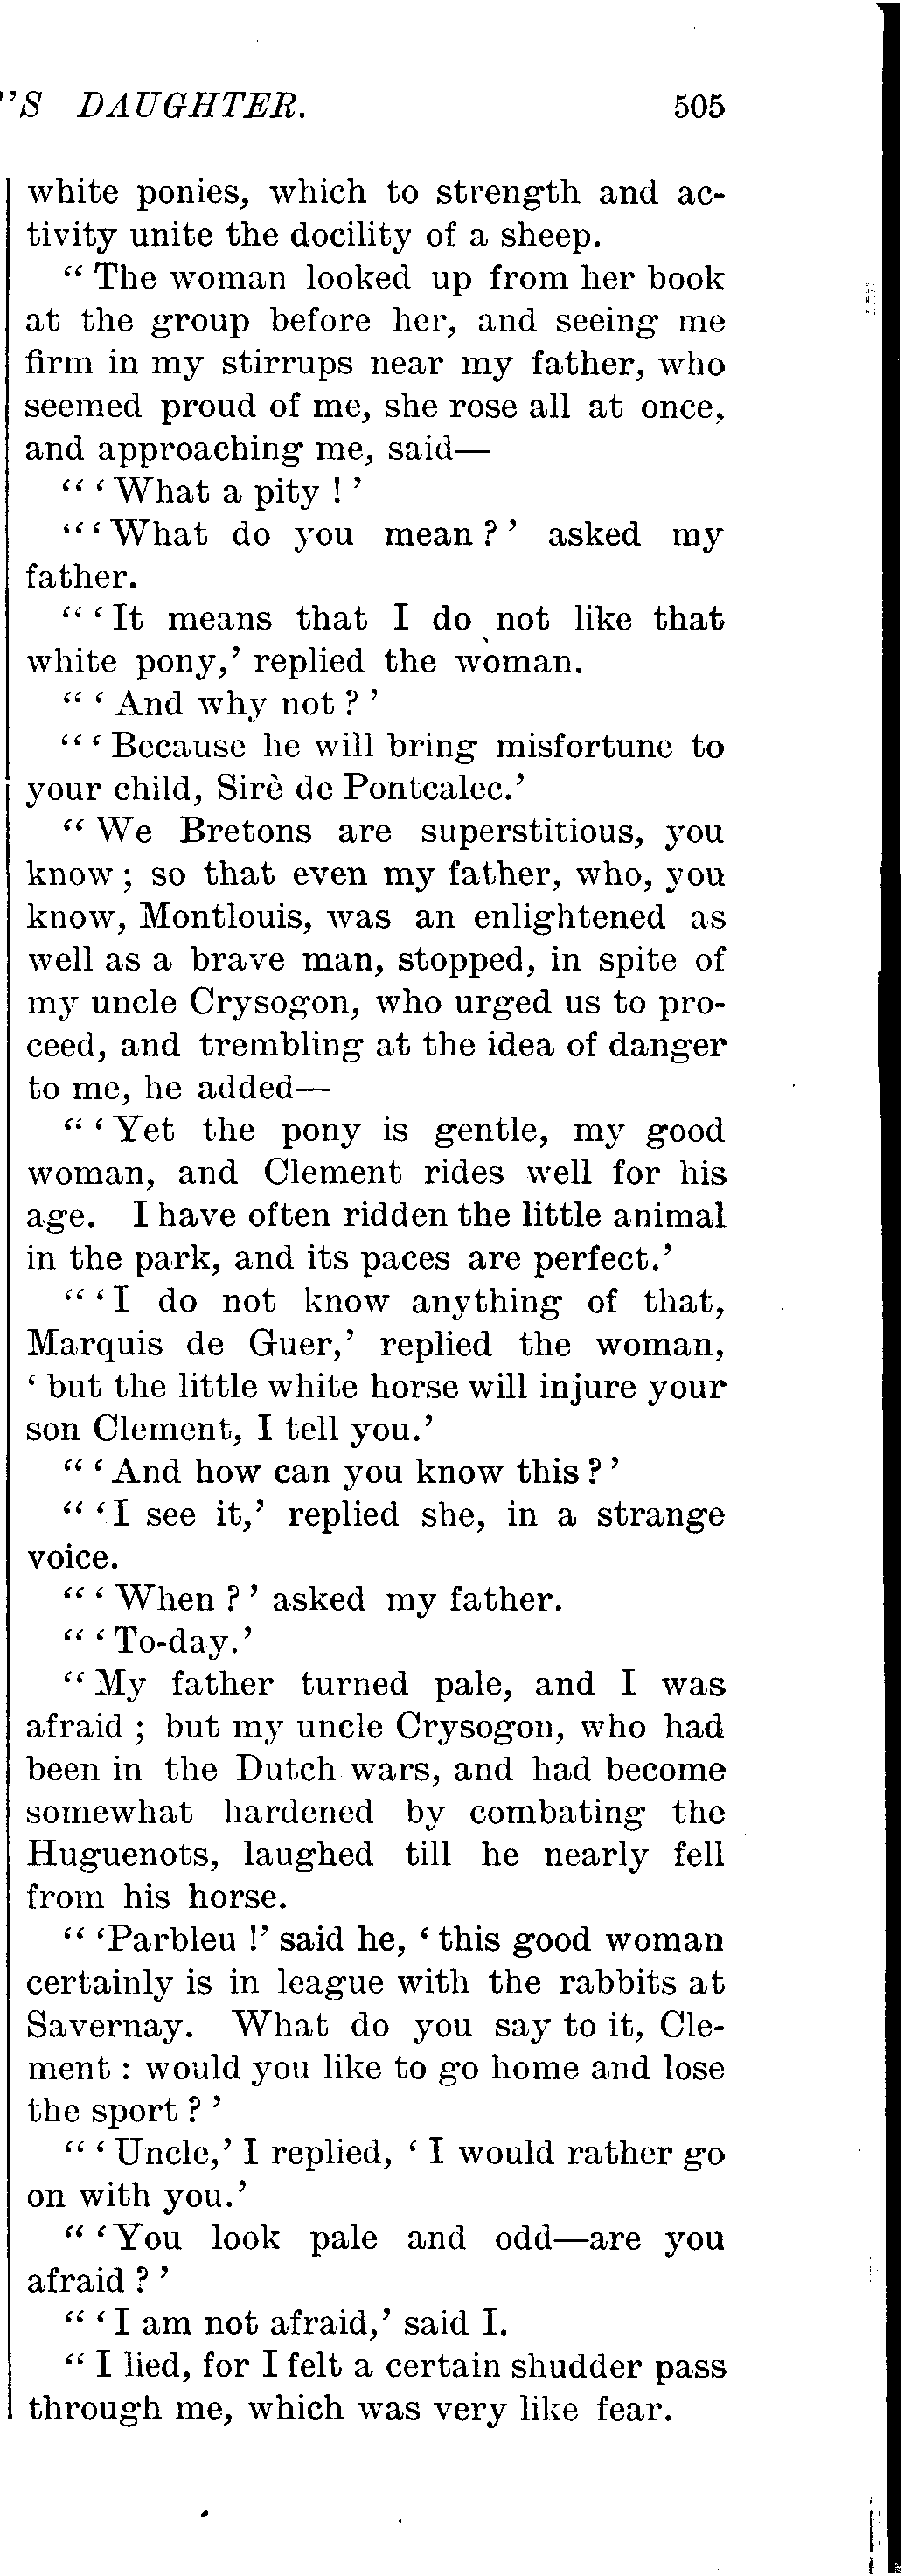 'S DAUGHTER. 505
white ponies, which to strength and ac-
tivity unite the docility of a sheep.
“ The woman looked up from her book
at the group before her, and seeing me
firm in my stirrups near my father, who
seemed proud of me, she rose all at once,
and approaching me, said—
“ ‘ What a pity ! ’
“ ‘ What do you mean ? ’ asked my
father.
“ ‘ It means that I do not like that
white pony,’ replied the woman.
“ ‘ And why not ? ’
“ ‘ Because he will bring misfortune to
your child, Sirè de Pontcalec.’
“ We Bretons are superstitious, you
know ; so that even my father, who, you
know, Montlouis, was an enlightened as
well as a brave man, stopped, in spite of
my uncle Crysogon, who urged us to pro-
ceed, and trembling at the idea of danger
to me, he added—
“ ‘ Yet the pony is gentle, my good
woman, and Clement rides well for his
age. I have often ridden the little animal
in the park, and its paces are perfect.’
“ ‘ I do not know anything of that,
Marquis de Guer,’ replied the woman,
‘ but the little white horse will injure your
son Clement, I tell you.’
“ ‘ And how can you know this ? ’
“ ‘ I see it,’ replied she, in a strange
voice.
“ ‘ When ? ’ asked my father.
“ ‘ To-day.’
“ My father turned pale, and I was
afraid ; but my uncle Crysogon, who had
been in the Dutch wars, and had become
somewhat hardened by combating the
Huguenots, laughed till he nearly fell
from his horse.
“ ‘Parbleu !’ said he, ‘ this good woman
certainly is in league with the rabbits at
Savernay. What do you say to it, Cle-
ment : would you like to go home and lose
the sport ? ’
“ ‘ Uncle,’ I replied, ‘ I would rather go
on with you.’
“ ‘ You look pale and odd—are you
afraid ? ’
“ ‘ I am not afraid,’ said I.
“ I lied, for I felt a certain shudder pass
through me, which was very like fear.